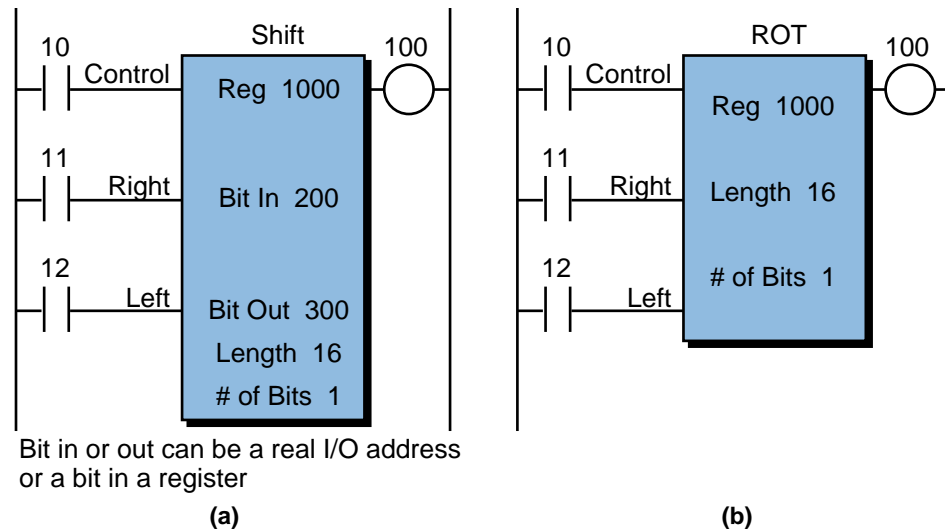 Shift
10
Control
Reg 1000
100
11
Right
Bit In 200
12
Left
Bit Out 300
Length 16
# of Bits 1
Bit in or out can be a real I/O address
or a bit in a register
(a)
ROT
10
Control
Reg 1000
100
11
Right
Length 16
12
Left
# of Bits 1
(b)